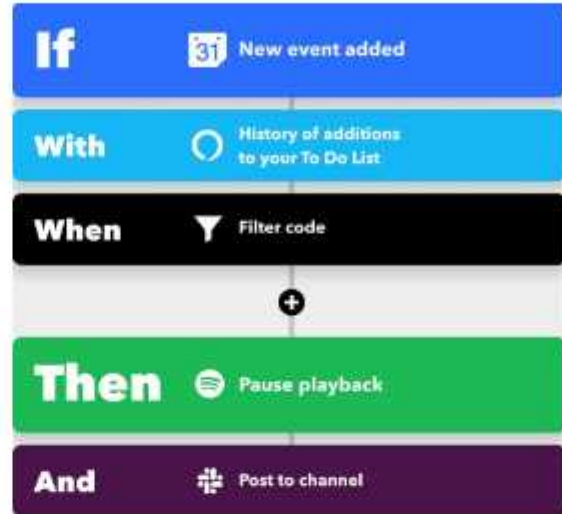 If
31
New event added
With
History of additions
to your To Do List
When
Filter code
Then
Pause playback
And
Post to channel